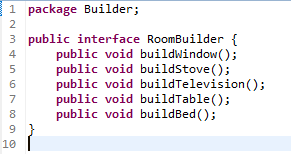 1 package Builder;
2
3 public interface RoomBuilder {
4     public void buildWindow();
5     public void buildStove();
6     public void buildTelevision();
7     public void buildTable();
8     public void buildBed();
9 }
10